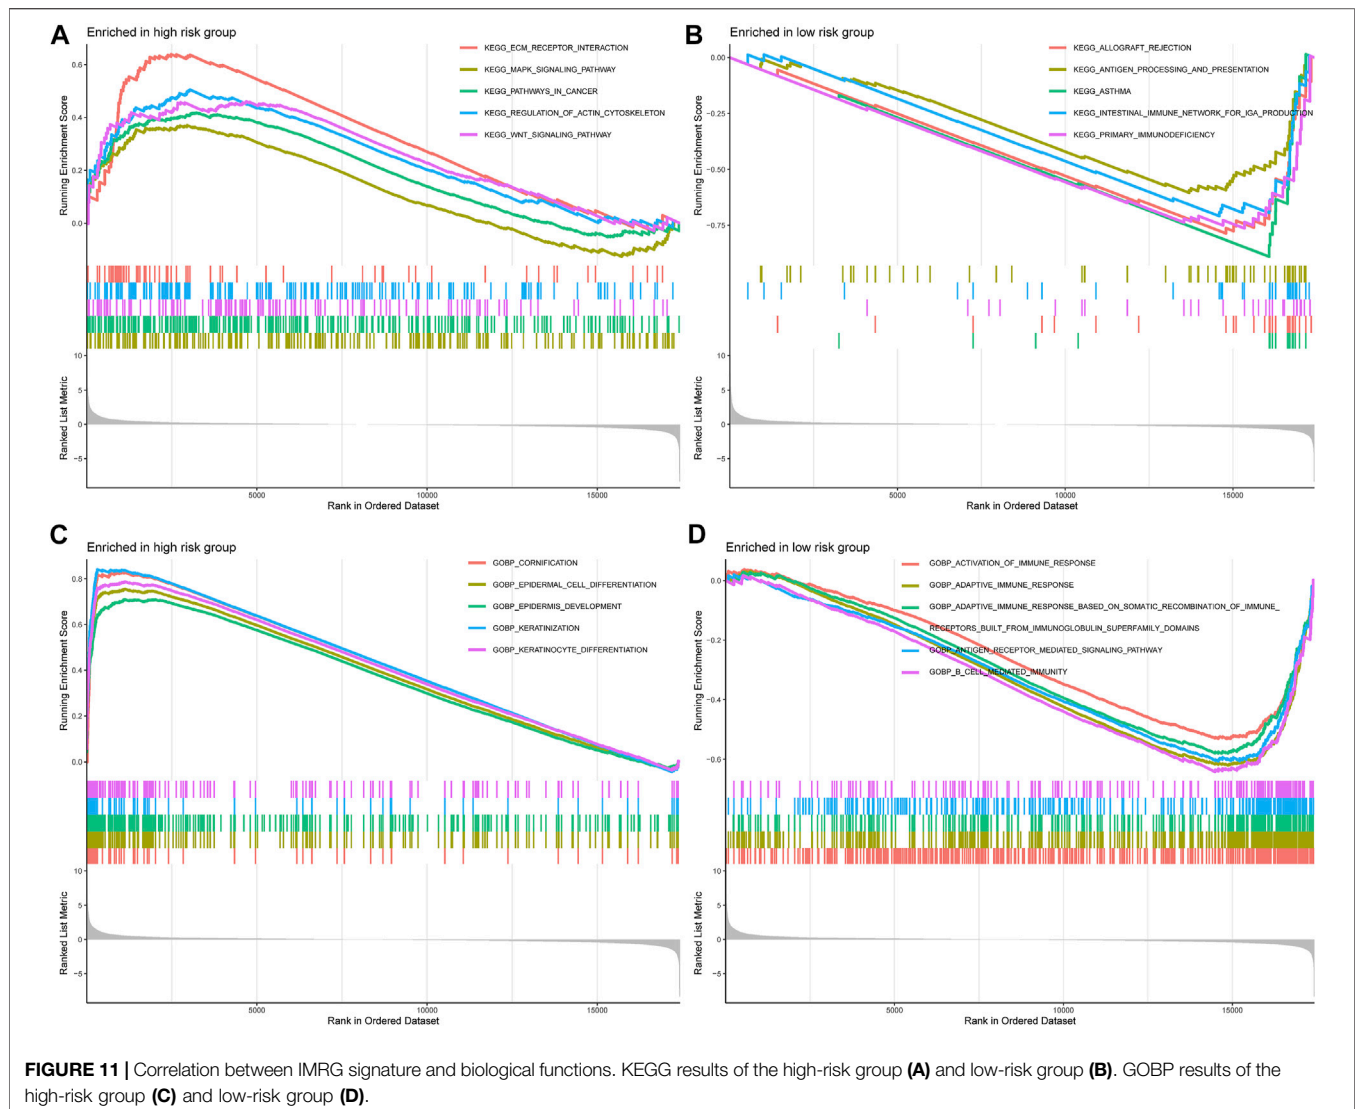 A
Enriched in high risk group
KEGG_ECM_RECEPTOR_INTERACTION
KEGG_MAPK_SIGNALING_PATHWAY
KEGG_PATHWAYS_IN_CANCER
KEGG_REGULATION_OF_ACTIN_CYTOSKELETON
KEGG_WNT_SIGNALING_PATHWAY
Running Enrichment Score
0.6
0.4
0.2
0.0
Ranked List Metric
10
5
0
−5
5000 10000 15000
Rank in Ordered Dataset
B
Enriched in low risk group
KEGG_ALLOGRAFT_REJECTION
KEGG_ANTIGEN_PROCESSING_AND_PRESENTATION
KEGG_ASTHMA
KEGG_INTESTINAL_IMMUNE_NETWORK_FOR_IGA_PRODUCTION
KEGG_PRIMARY_IMMUNODEFICIENCY
Running Enrichment Score
0.00
−0.25
−0.50
−0.75
Ranked List Metric
10
5
0
−5
5000 10000 15000
Rank in Ordered Dataset
C
Enriched in high risk group
GOBP_CORNIFICATION
GOBP_EPIDERMAL_CELL_DIFFERENTIATION
GOBP_EPIDERMIS_DEVELOPMENT
GOBP_KERATINIZATION
GOBP_KERATINOCYTE_DIFFERENTIATION
Running Enrichment Score
0.8
0.6
0.4
0.2
0.0
Ranked List Metric
10
5
0
−5
5000 10000 15000
Rank in Ordered Dataset
D
Enriched in low risk group
GOBP_ACTIVATION_OF_IMMUNE_RESPONSE
GOBP_ADAPTIVE_IMMUNE_RESPONSE
GOBP_ADAPTIVE_IMMUNE_RESPONSE_BASED_ON_SOMATIC_RECOMBINATION_OF_IMMUNE_
RECEPTORS_BUILT_FROM_IMMUNOGLOBULIN_SUPERFAMILY_DOMAINS
GOBP_ANTIGEN_RECEPTOR_MEDIATED_SIGNALING_PATHWAY
GOBP_B_CELL_MEDIATED_IMMUNITY
Running Enrichment Score
0.0
−0.2
−0.4
−0.6
Ranked List Metric
10
5
0
−5
5000 10000 15000
Rank in Ordered Dataset
FIGURE 11 | Correlation between IMRG signature and biological functions. KEGG results of the high-risk group (A) and low-risk group (B). GOBP results of the
high-risk group (C) and low-risk group (D).